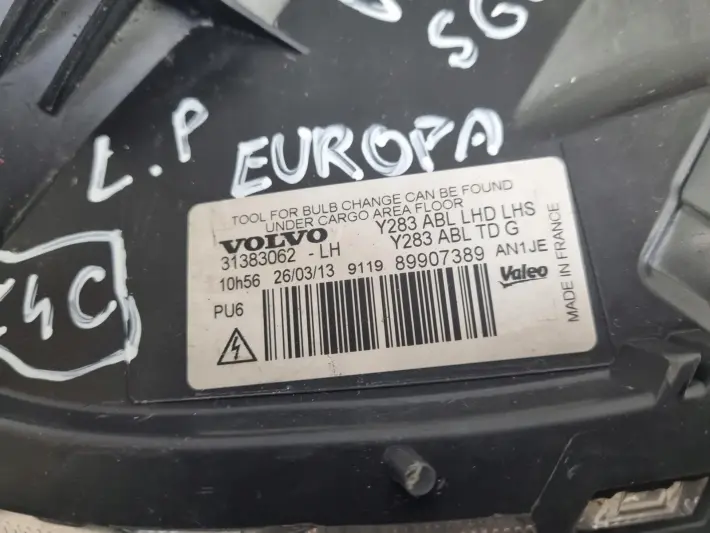 SG
L.P EUROPA
4C
TOOL FOR BULB CHANGE CAN BE FOUND
UNDER CARGO AREA FLOOR
VOLVO Y283 ABL LHD LHS
31383062 - LH Y283 ABL TD G
10h56 26/03/13 9119 89907389 AN1JE
PU6
Valeo
MADE IN FRANCE